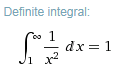 Definite integral:
∫₁^∞ 1/x² dx = 1